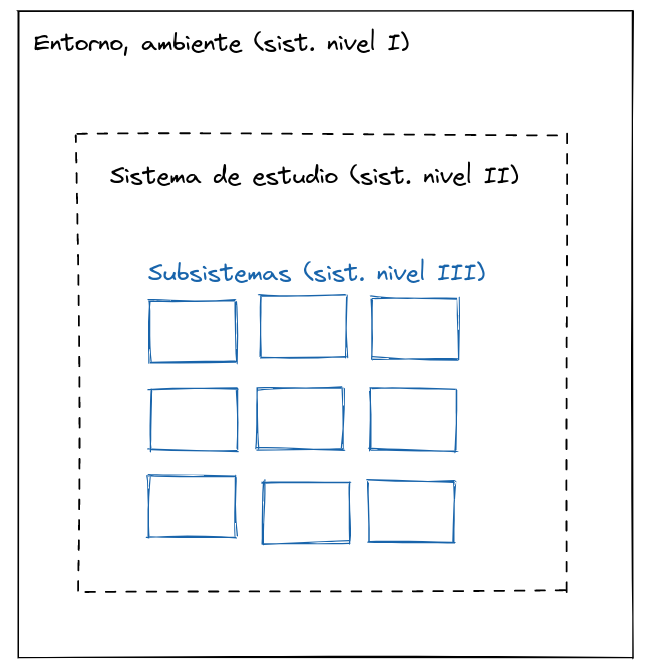 Entorno, ambiente (sist. nivel I)
Sistema de estudio (sist. nivel II)
Subsistemas (sist. nivel III)